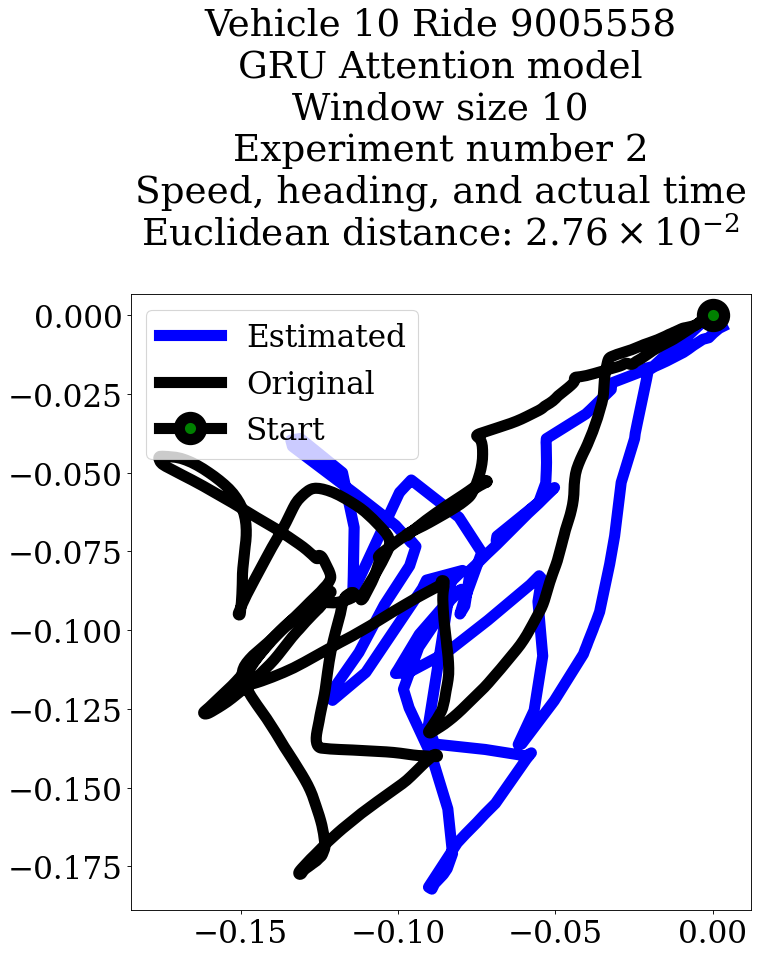 Vehicle 10 Ride 9005558
GRU Attention model
Window size 10
Experiment number 2
Speed, heading, and actual time
Euclidean distance: 2.76 × 10⁻²
0.000
Estimated
−0.025
Original
Start
−0.050
−0.075
−0.100
−0.125
−0.150
−0.175
−0.15 −0.10 −0.05 0.00